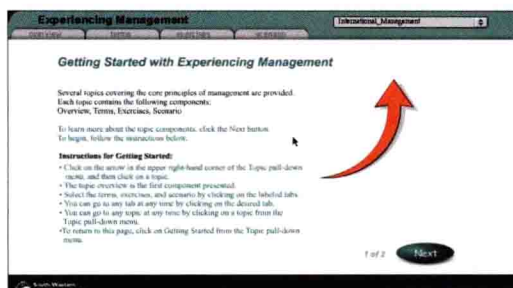 Experiencing Management
International_Management
overview terms exercises scenario
Getting Started with Experiencing Management
Several topics covering the core principles of management are provided.
Each topic contains the following components:
Overview, Terms, Exercises, Scenario
To learn more about the topic components, click the Next button.
To begin, follow the instructions below.
Instructions for Getting Started:
• Click on the arrow in the upper right-hand corner of the Topic pull-down
menu, and then click on a topic.
• The topic overview is the first component presented.
• Select the terms, exercises, and scenario by clicking on the labeled tabs.
• You can go to any tab at any time by clicking on the desired tab.
• You can go to any topic at any time by clicking on a topic from the
Topic pull-down menu.
•To return to this page, click on Getting Started from the Topic pull-down
menu.
1 of 2 Next
South-Western